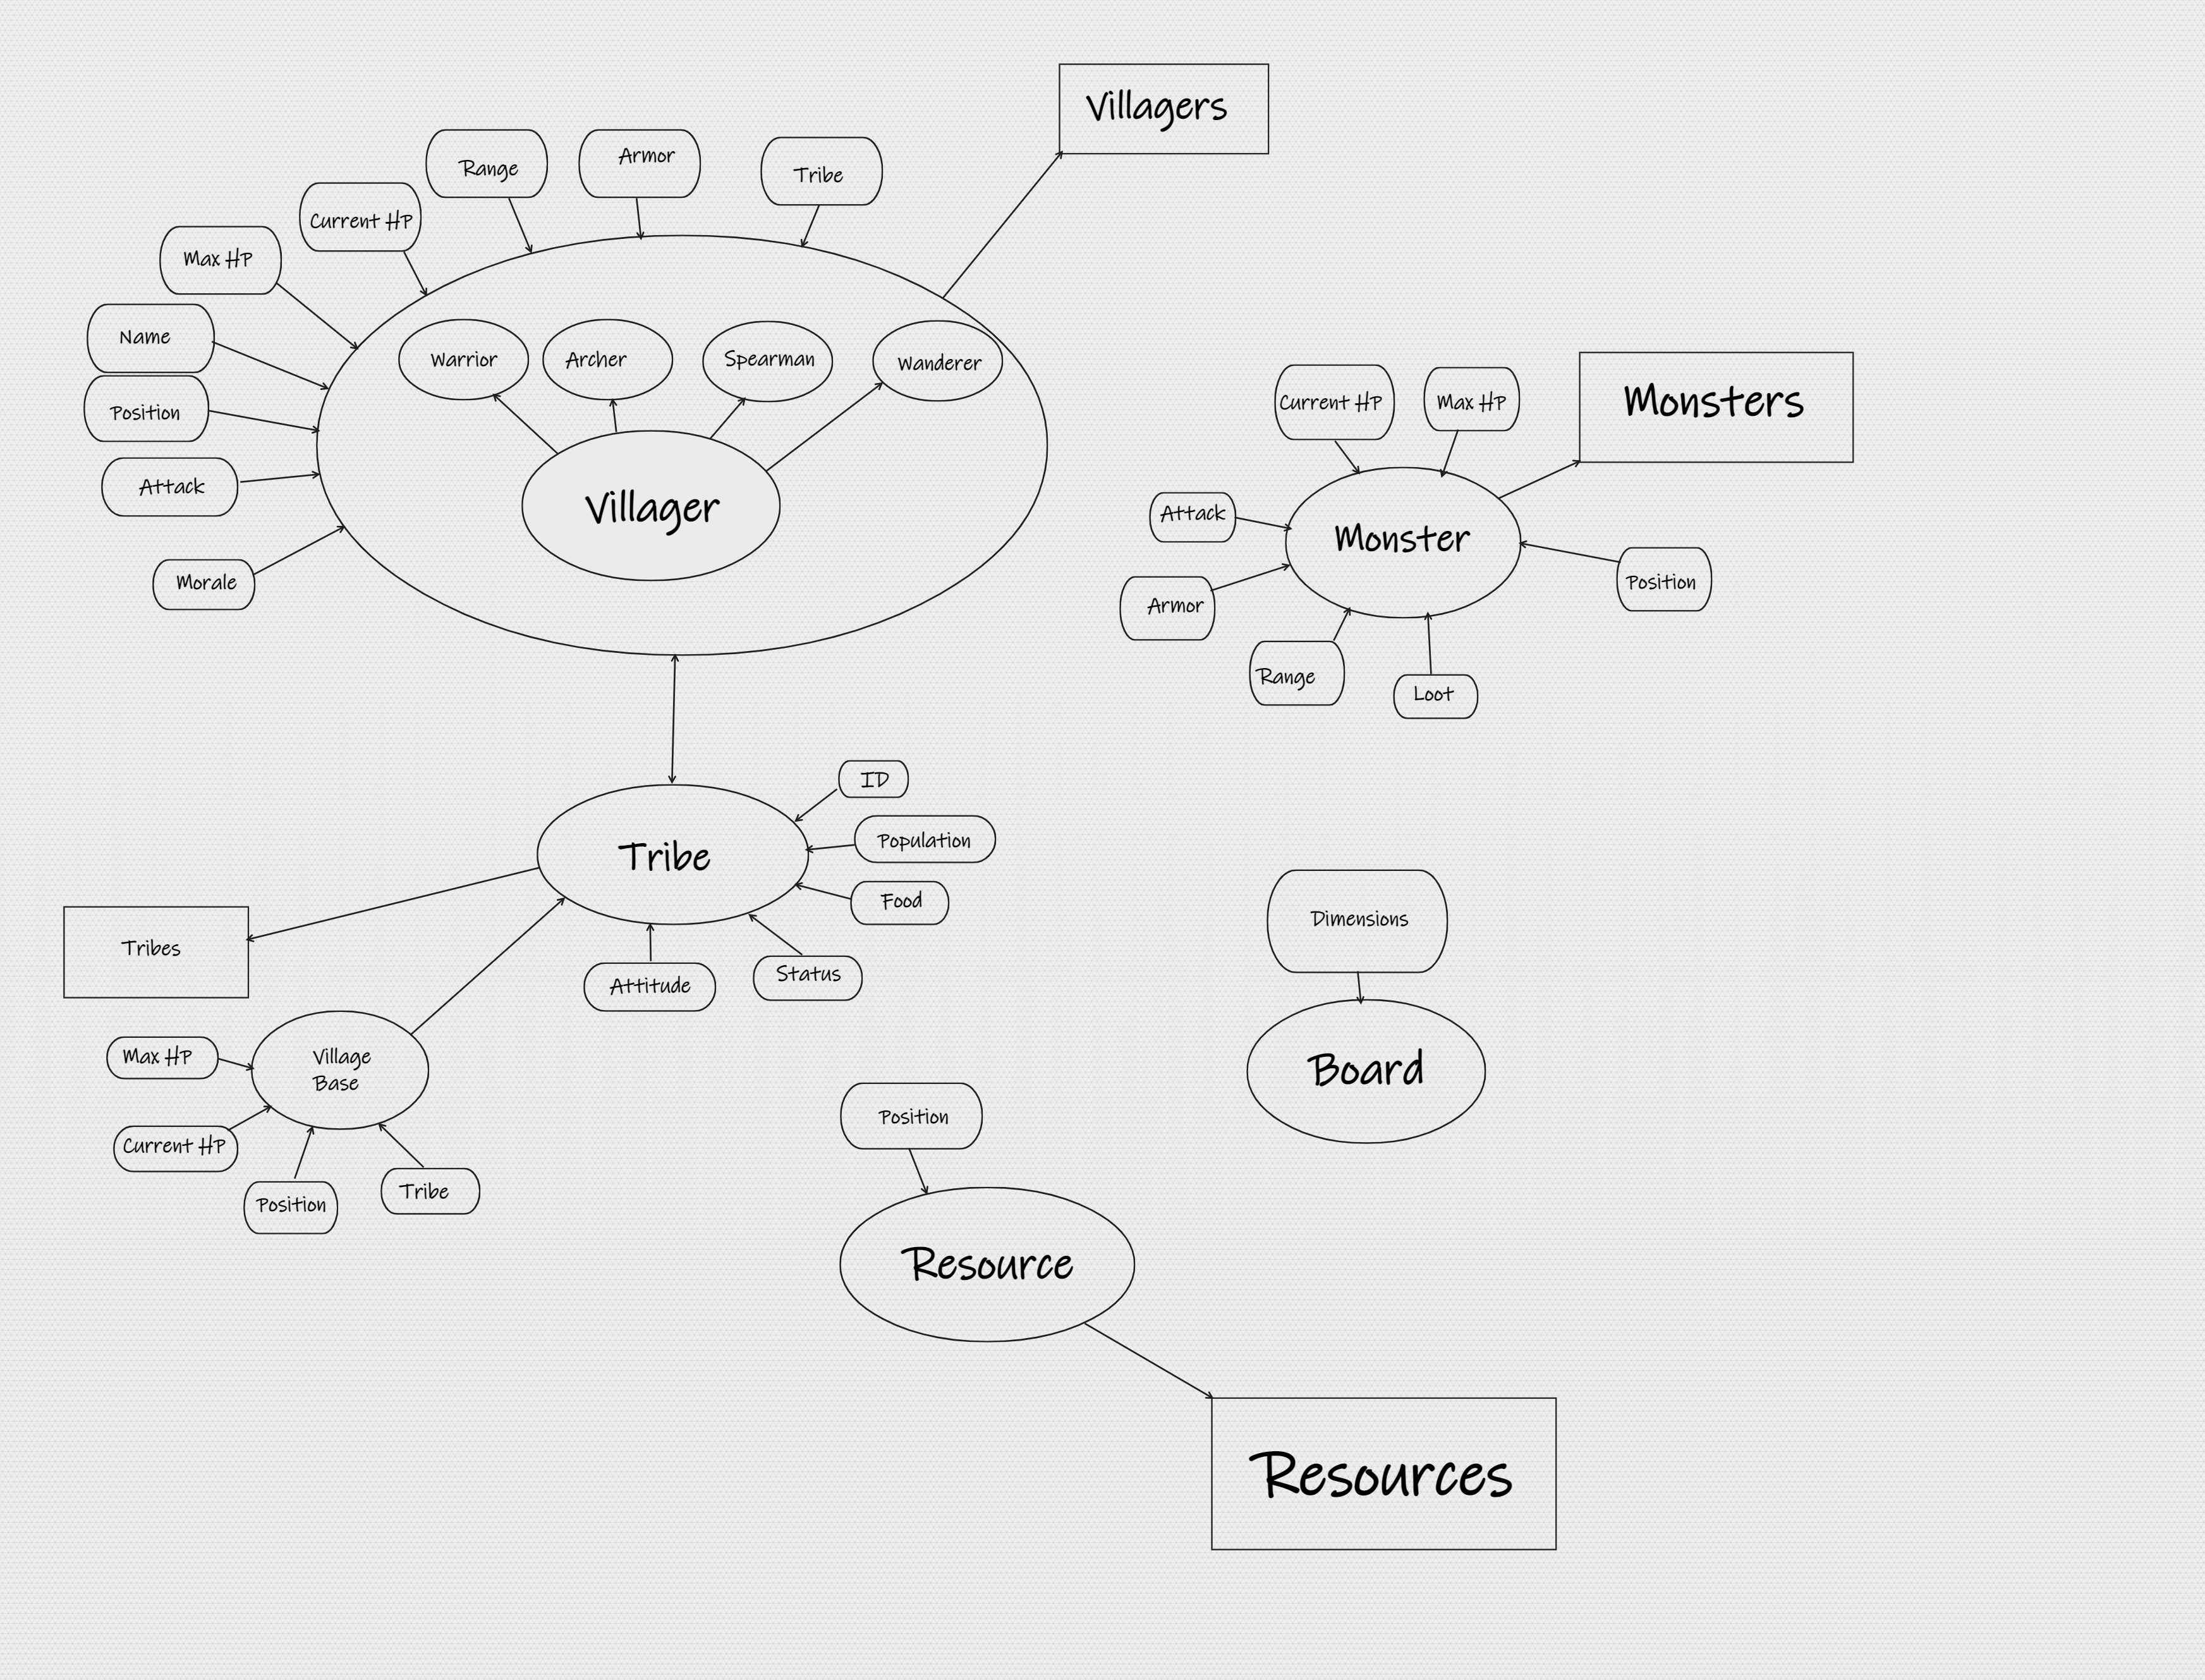 Villagers
Range
Armor
Tribe
Current HP
Max HP
Name
Position
Attack
Morale
Warrior
Archer
Spearman
Wanderer
Villager
Monsters
Current HP
Max HP
Attack
Monster
Position
Armor
Range
Loot
ID
Population
Tribe
Food
Tribes
Attitude
Status
Dimensions
Board
Max HP
Village
Base
Current HP
Position
Tribe
Position
Resource
Resources